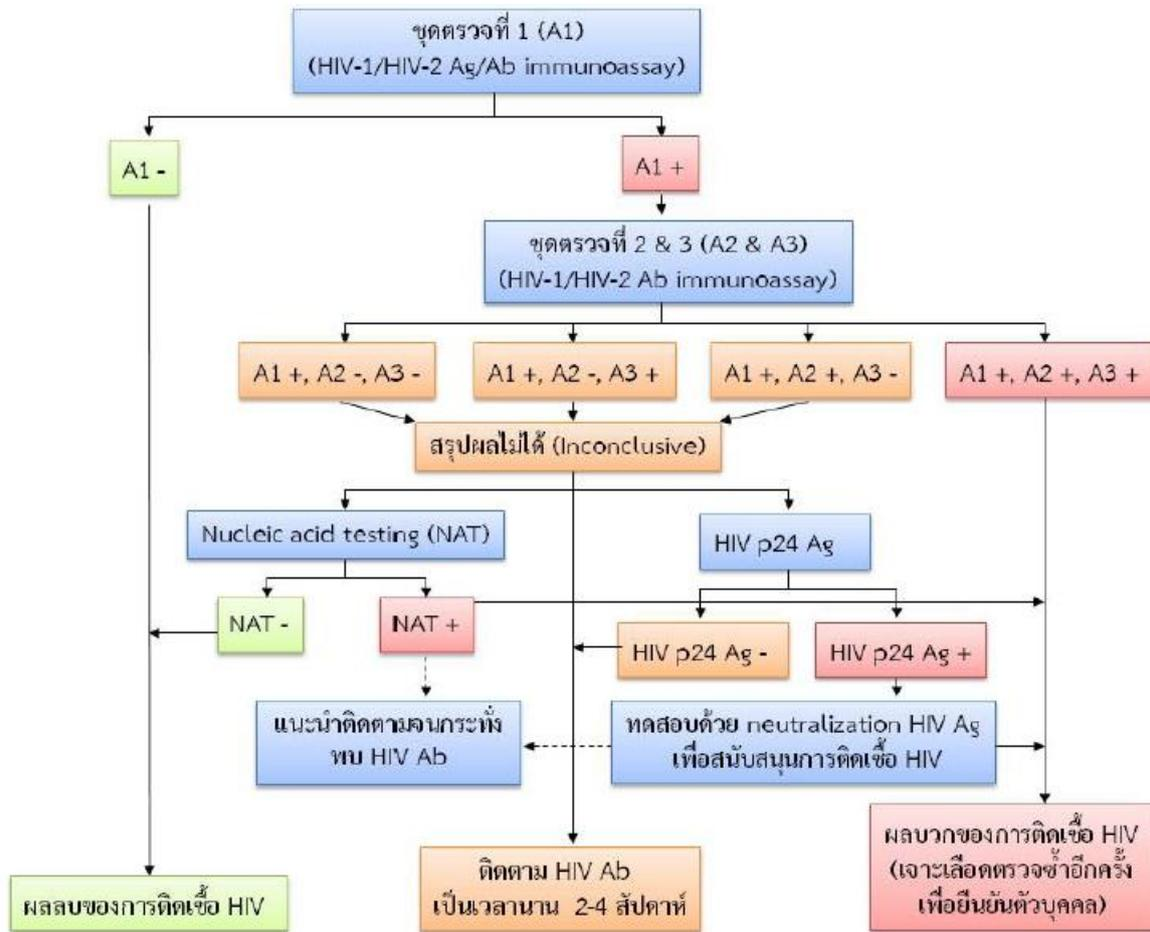 ชุดตรวจที่ 1 (A1)
(HIV-1/HIV-2 Ag/Ab immunoassay)
A1 -
A1 +
ชุดตรวจที่ 2 & 3 (A2 & A3)
(HIV-1/HIV-2 Ab immunoassay)
A1 +, A2 -, A3 -
A1 +, A2 -, A3 +
A1 +, A2 +, A3 -
A1 +, A2 +, A3 +
สรุปผลไม่ได้ (Inconclusive)
Nucleic acid testing (NAT)
HIV p24 Ag
NAT -
NAT +
HIV p24 Ag -
HIV p24 Ag +
แนะนำติดตามจนกระทั่ง
พบ HIV Ab
ทดสอบด้วย neutralization HIV Ag
เพื่อสนับสนุนการติดเชื้อ HIV
ผลลบของการติดเชื้อ HIV
ติดตาม HIV Ab
เป็นเวลานาน 2-4 สัปดาห์
ผลบวกของการติดเชื้อ HIV
(เจาะเลือดตรวจซ้ำอีกครั้ง
เพื่อยืนยันตัวบุคคล)